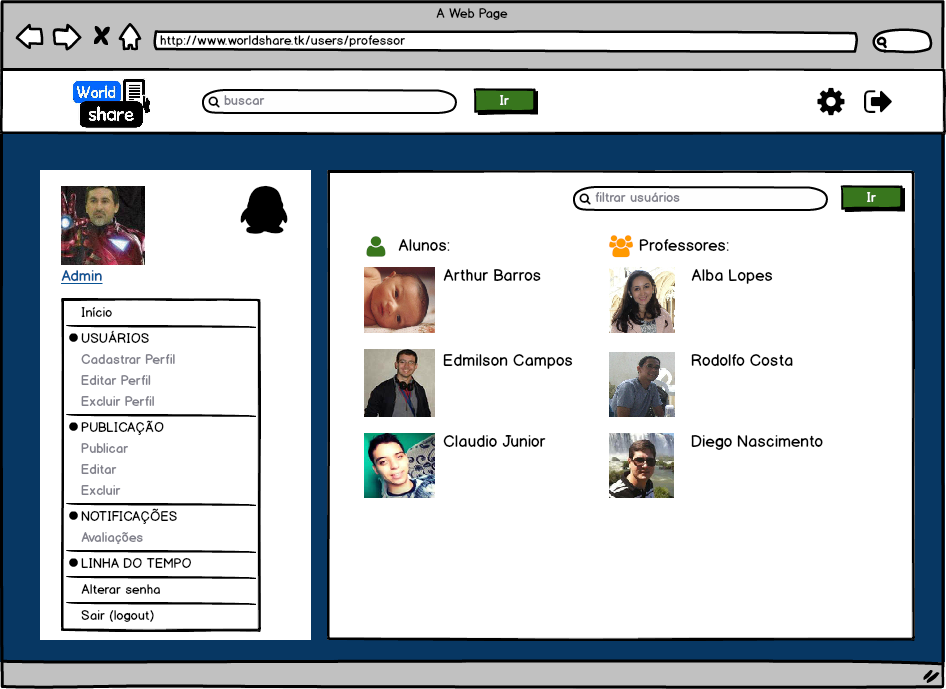 A Web Page
http://www.worldshare.tk/users/professor
World
share
buscar
Ir
Admin
Início
USUÁRIOS
Cadastrar Perfil
Editar Perfil
Excluir Perfil
PUBLICAÇÃO
Publicar
Editar
Excluir
NOTIFICAÇÕES
Avaliações
LINHA DO TEMPO
Alterar senha
Sair (logout)
filtrar usuários
Ir
Alunos:
Arthur Barros
Edmilson Campos
Claudio Junior
Professores:
Alba Lopes
Rodolfo Costa
Diego Nascimento